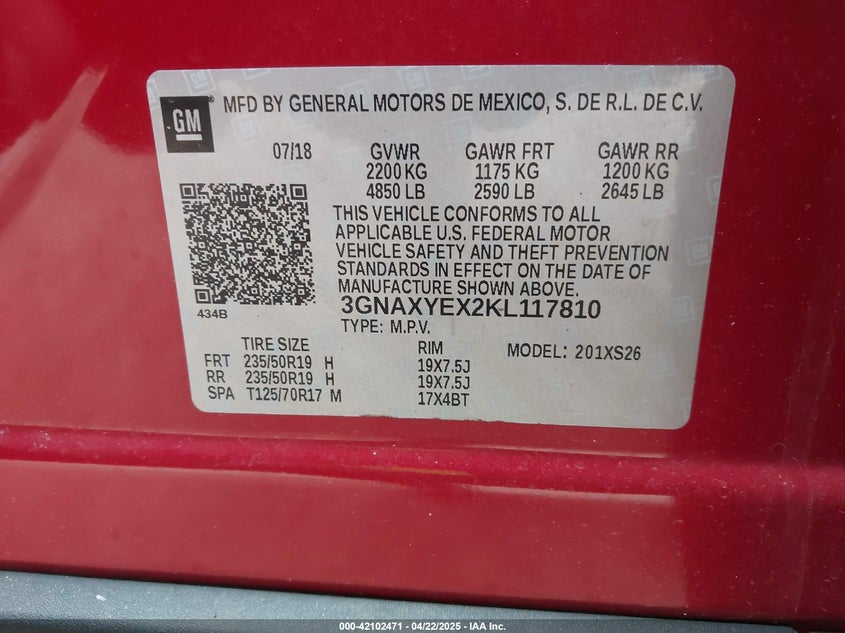 GM
MFD BY GENERAL MOTORS DE MEXICO, S. DE R.L. DE C.V.
07/18 GVWR GAWR FRT GAWR RR
2200 KG 1175 KG 1200 KG
4850 LB 2590 LB 2645 LB
THIS VEHICLE CONFORMS TO ALL
APPLICABLE U.S. FEDERAL MOTOR
VEHICLE SAFETY AND THEFT PREVENTION
STANDARDS IN EFFECT ON THE DATE OF
MANUFACTURE SHOWN ABOVE.
434B
3GNAXYEX2KL117810
TYPE: M.P.V.
TIRE SIZE RIM MODEL: 201XS26
FRT 235/50R19 H 19X7.5J
RR 235/50R19 H 19X7.5J
SPA T125/70R17 M 17X4BT
000-42102471 - 04/22/2025 - IAA Inc.